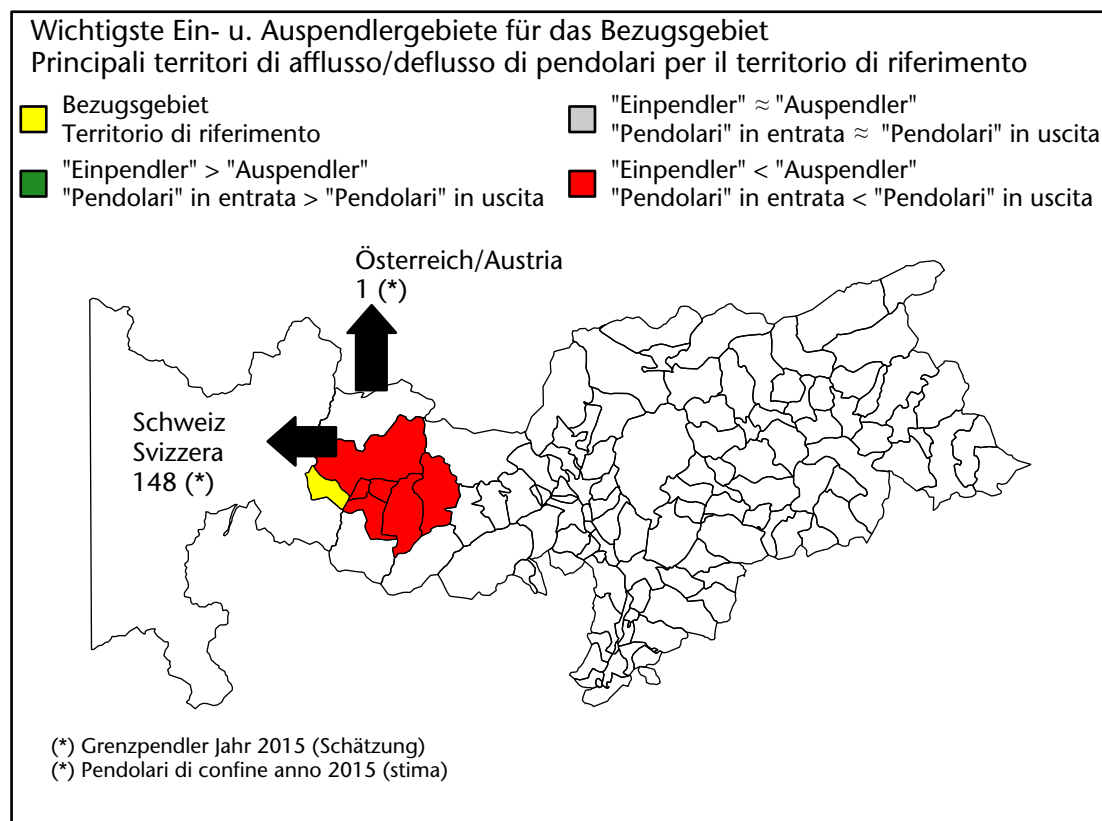 Wichtigste Ein- u. Auspendlergebiete für das Bezugsgebiet
Principali territori di afflusso/deflusso di pendolari per il territorio di riferimento
Bezugsgebiet
Territorio di riferimento
"Einpendler" ≈ "Auspendler"
"Pendolari" in entrata ≈ "Pendolari" in uscita
"Einpendler" > "Auspendler"
"Pendolari" in entrata > "Pendolari" in uscita
"Einpendler" < "Auspendler"
"Pendolari" in entrata < "Pendolari" in uscita
Österreich/Austria
1 (*)
Schweiz
Svizzera
148 (*)
(*) Grenzpendler Jahr 2015 (Schätzung)
(*) Pendolari di confine anno 2015 (stima)